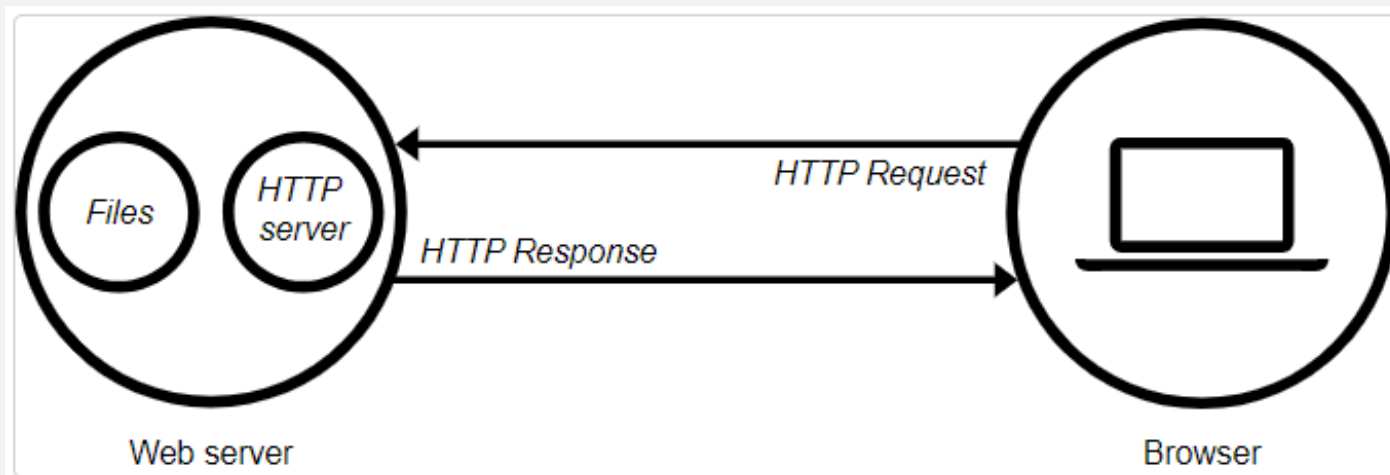 Files
HTTP
server
HTTP Request
HTTP Response
Web server
Browser